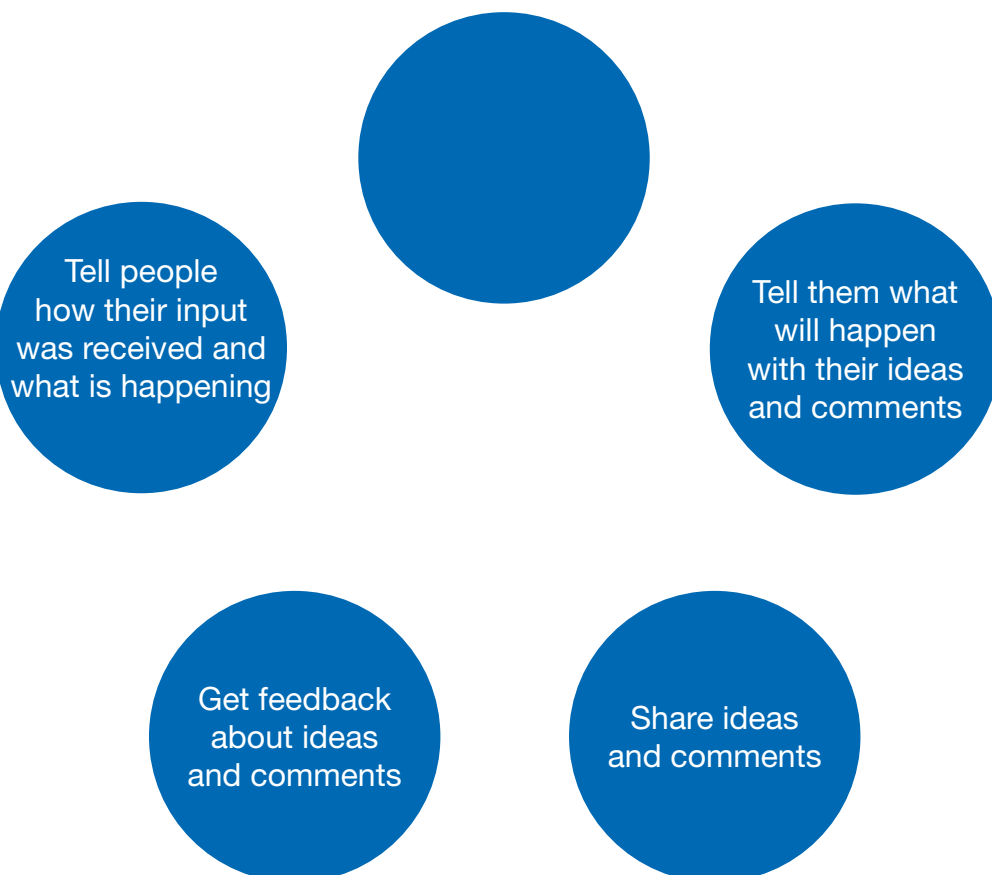 Tell people
how their input
was received and
what is happening
Tell them what
will happen
with their ideas
and comments
Get feedback
about ideas
and comments
Share ideas
and comments